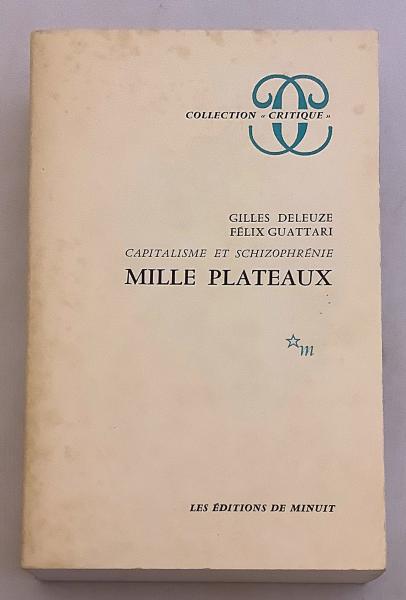 COLLECTION « CRITIQUE »
GILLES DELEUZE
FÉLIX GUATTARI
CAPITALISME ET SCHIZOPHRÉNIE
MILLE PLATEAUX
m
LES ÉDITIONS DE MINUIT